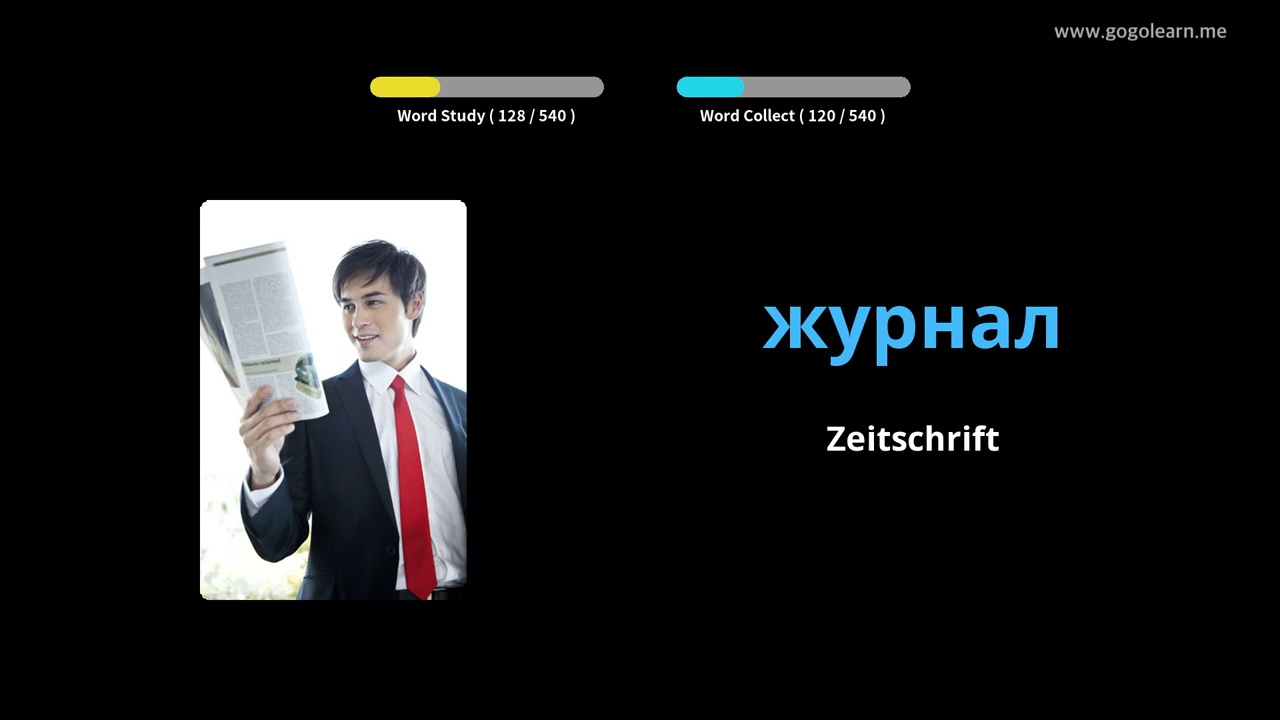 www.gogolearn.me
Word Study ( 128 / 540 )
Word Collect ( 120 / 540 )
журнал
Zeitschrift